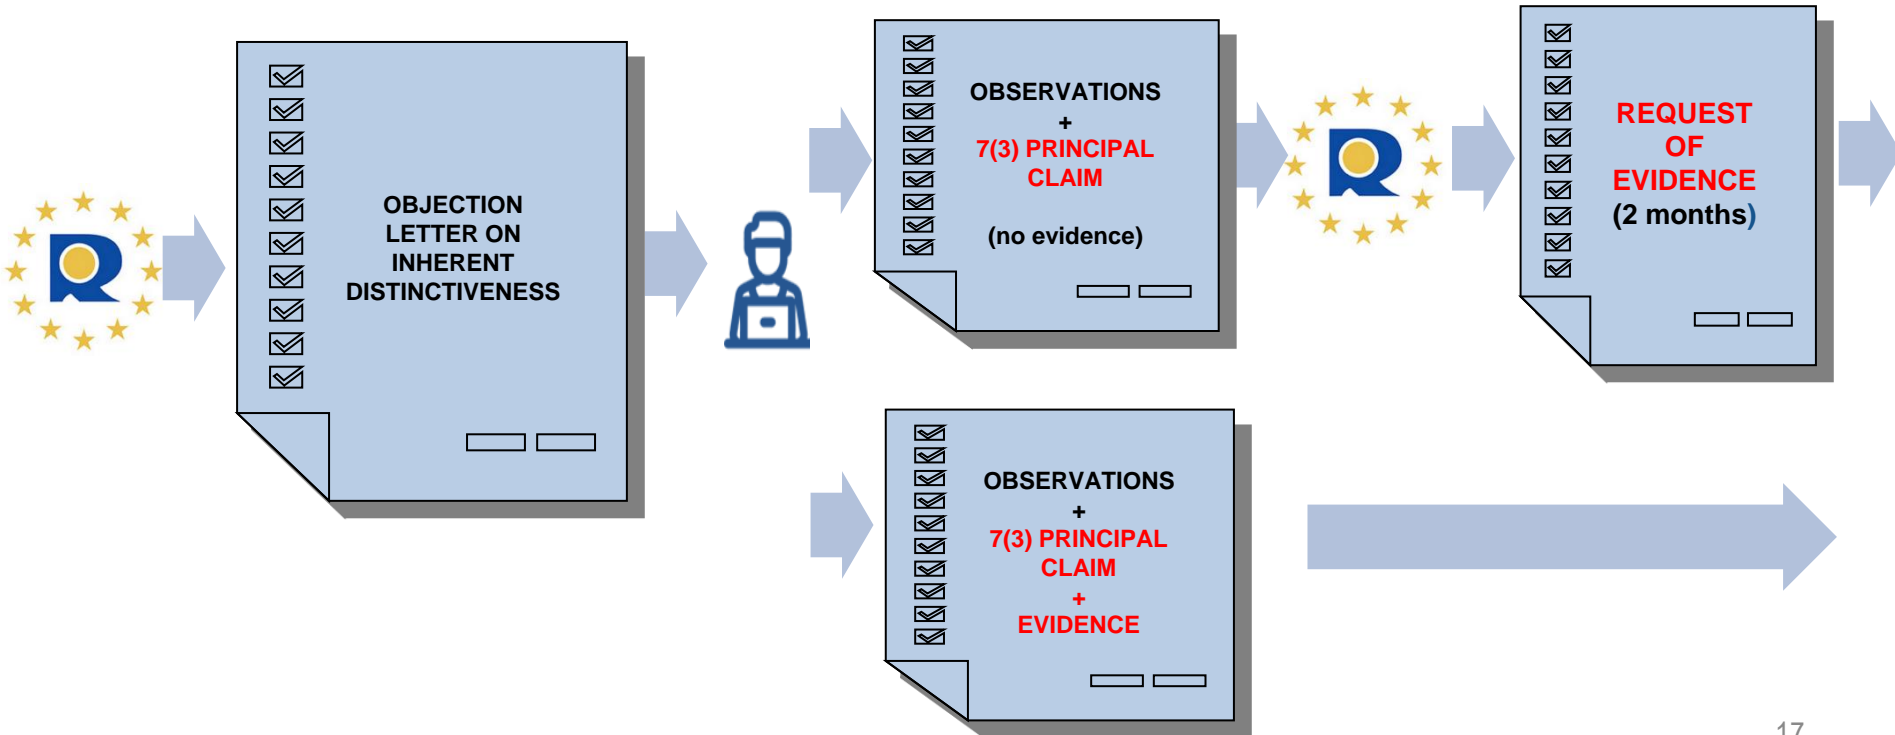 OBJECTION
LETTER ON
INHERENT
DISTINCTIVENESS
OBSERVATIONS
+
7(3) PRINCIPAL
CLAIM
(no evidence)
REQUEST
OF
EVIDENCE
(2 months)
OBSERVATIONS
+
7(3) PRINCIPAL
CLAIM
+
EVIDENCE
17